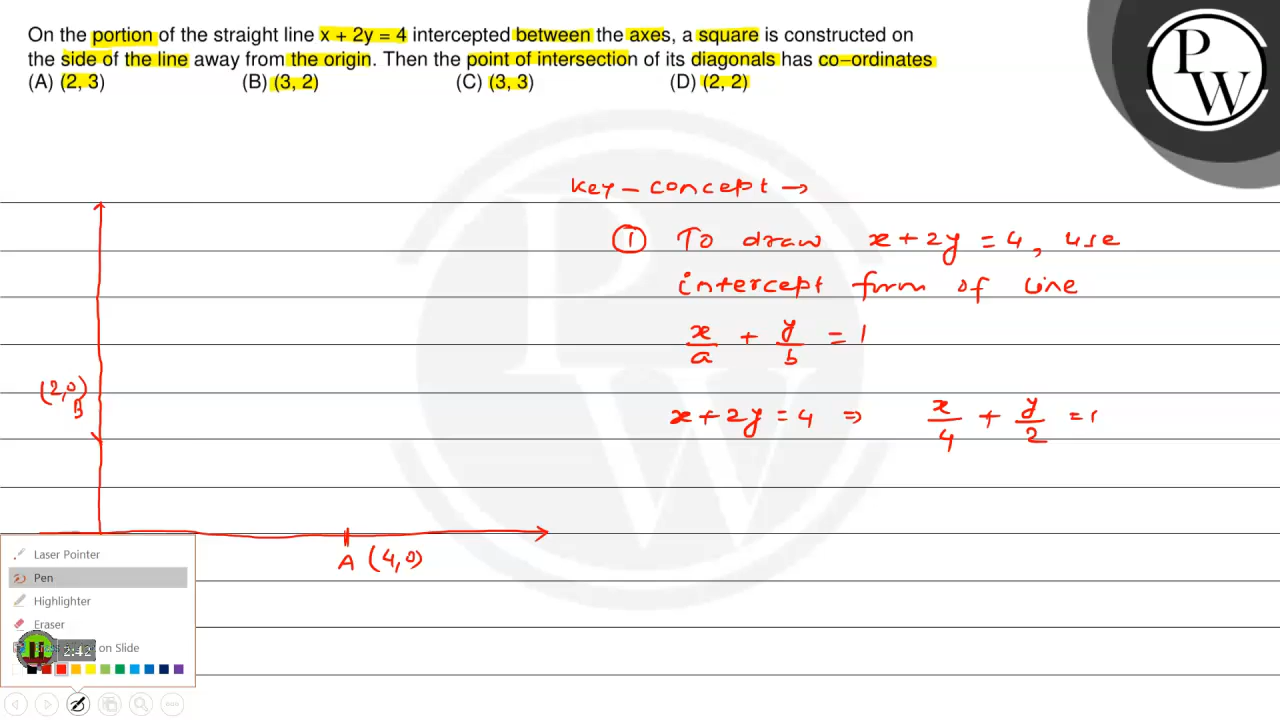 On the portion of the straight line x + 2y = 4 intercepted between the axes, a square is constructed on
the side of the line away from the origin. Then the point of intersection of its diagonals has co–ordinates
(A) (2, 3) (B) (3, 2) (C) (3, 3) (D) (2, 2)
P
W
Key - concept →
① To draw x + 2y = 4, use
intercept form of line
x/a + y/b = 1
(2,0)
B
x + 2y = 4 ⇒ x/4 + y/2 = 1
A (4,0)
Laser Pointer
Pen
Highlighter
Eraser
on Slide
2:42